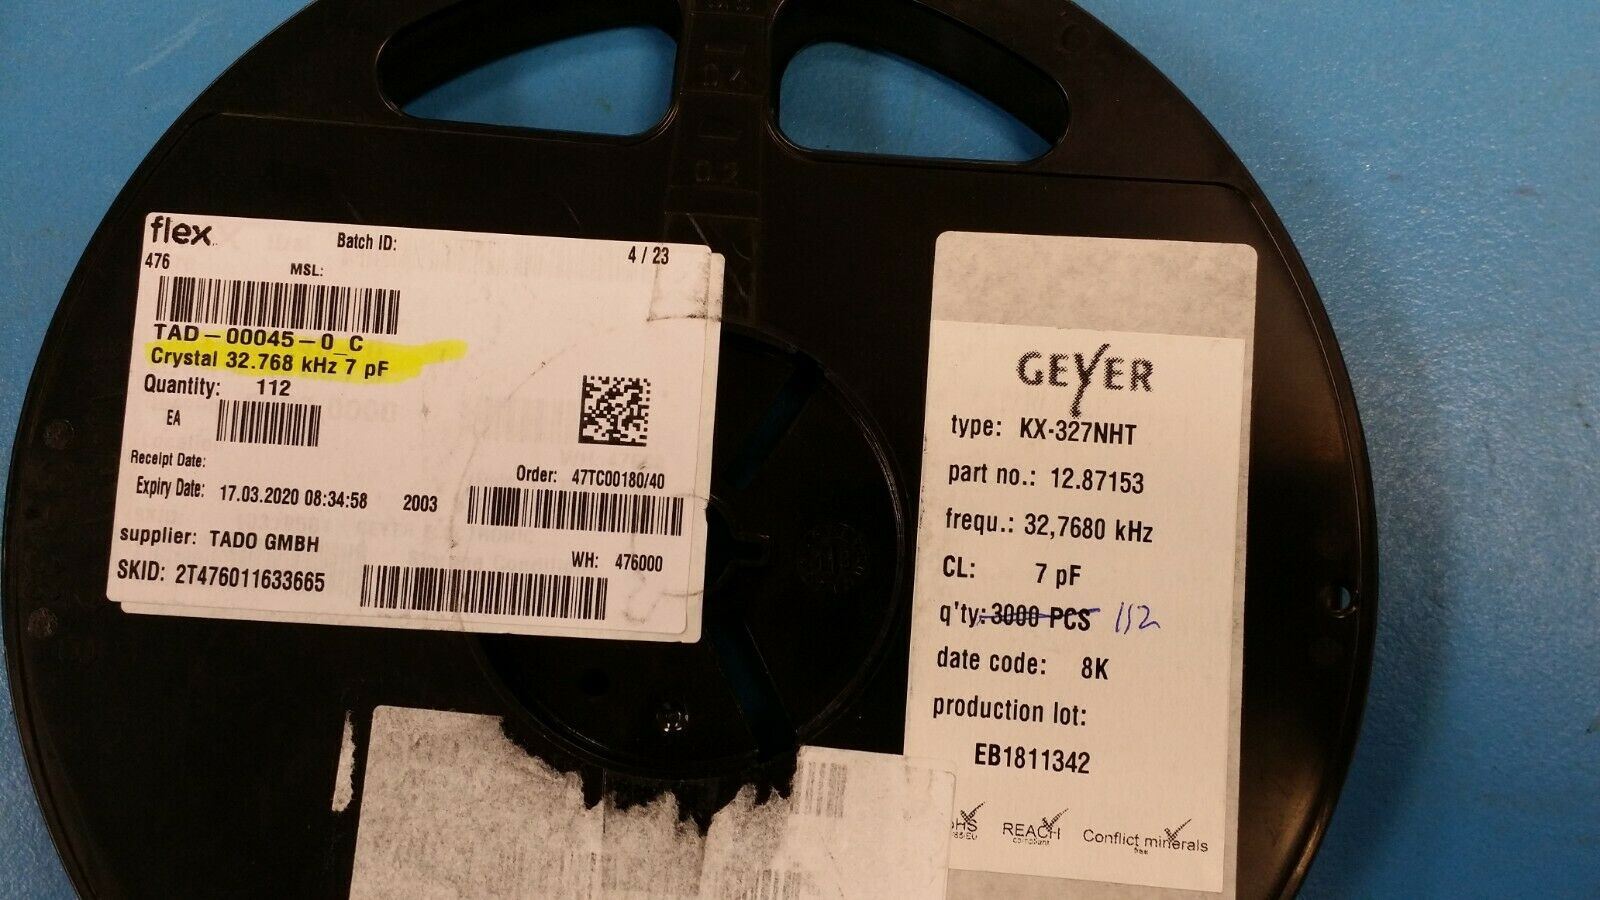 flex
Batch ID:
4 / 23
476
MSL:
TAD-00045-0_C
Crystal 32.768 kHz 7 pF
Quantity: 112
EA
Receipt Date:
Order: 47TC00180/40
Expiry Date: 17.03.2020 08:34:58 2003
supplier: TADO GMBH
WH: 476000
SKID: 2T476011633665
GEYER
type: KX-327NHT
part no.: 12.87153
frequ.: 32,7680 kHz
CL: 7 pF
q'ty: 3000 PCS 112
date code: 8K
production lot:
EB1811342
REACH
compliant
Conflict minerals
free